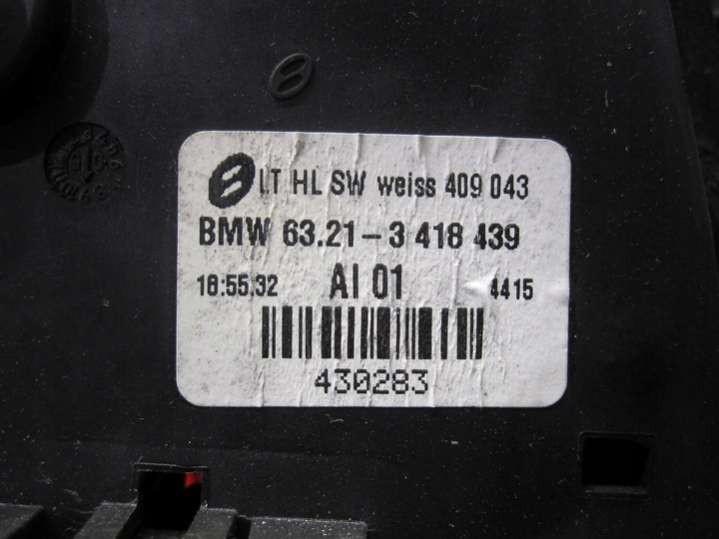 LT HL SW weiss 409 043
BMW 63.21-3 418 439
16:55.32 AI 01 4415
430283